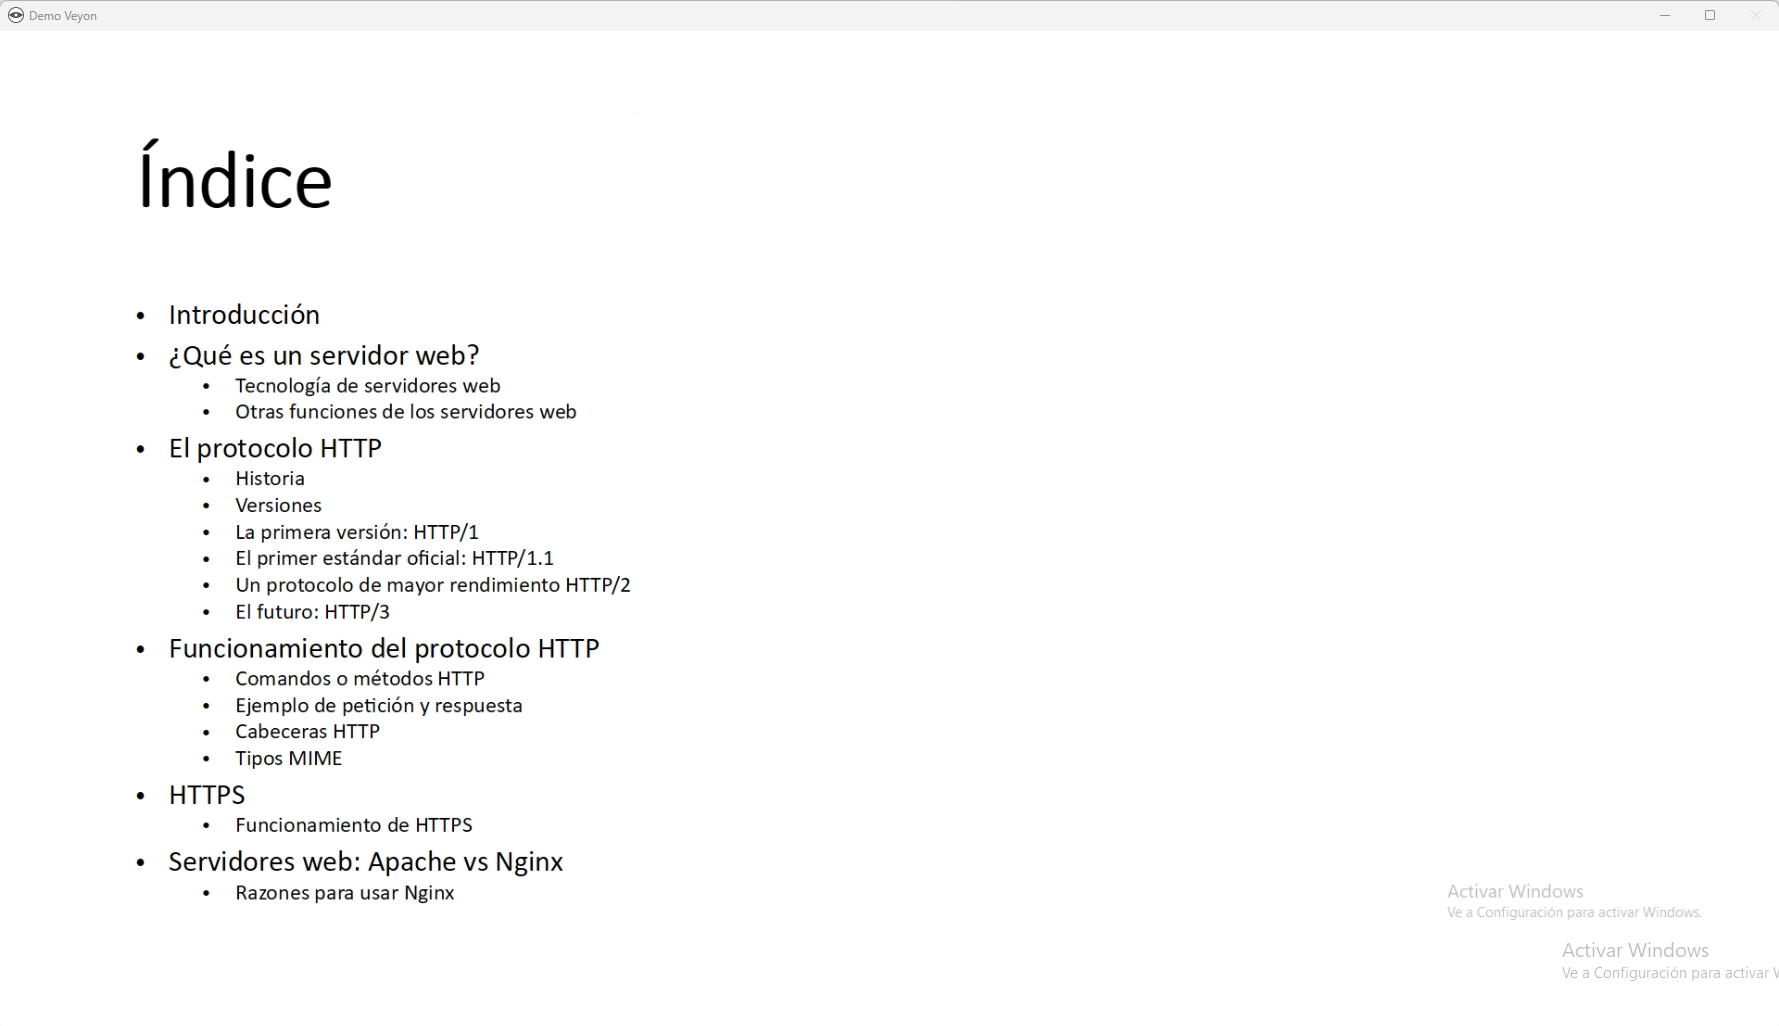 Demo Veyon
Índice
• Introducción
• ¿Qué es un servidor web?
• Tecnología de servidores web
• Otras funciones de los servidores web
• El protocolo HTTP
• Historia
• Versiones
• La primera versión: HTTP/1
• El primer estándar oficial: HTTP/1.1
• Un protocolo de mayor rendimiento HTTP/2
• El futuro: HTTP/3
• Funcionamiento del protocolo HTTP
• Comandos o métodos HTTP
• Ejemplo de petición y respuesta
• Cabeceras HTTP
• Tipos MIME
• HTTPS
• Funcionamiento de HTTPS
• Servidores web: Apache vs Nginx
• Razones para usar Nginx
Activar Windows
Ve a Configuración para activar Windows.
Activar Windows
Ve a Configuración para activar